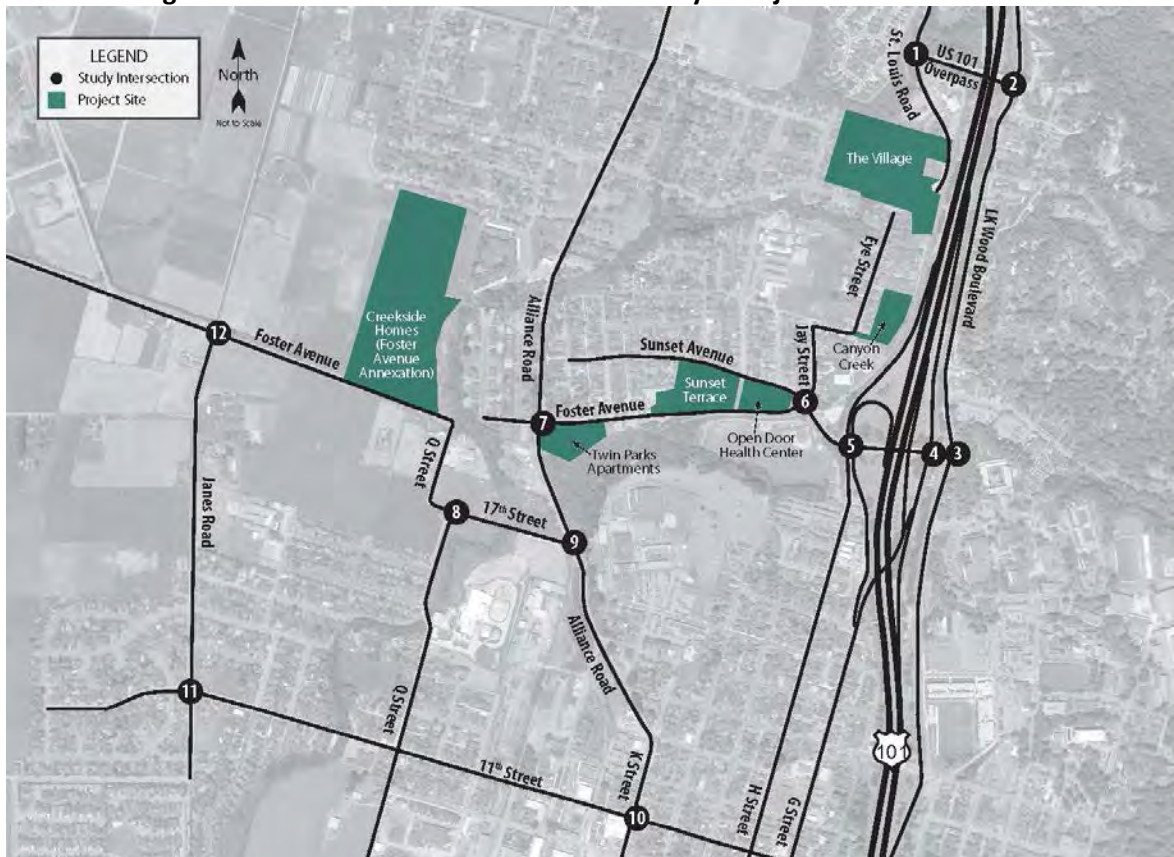 LEGEND
Study Intersection
Project Site
North
Not to Scale
St. Louis Road
US 101
Overpass
1
2
The Village
LK Wood Boulevard
Eye Street
Canyon
Creek
Jay Street
Alliance Road
Creekside
Homes
(Foster
Avenue
Annexation)
12
Foster Avenue
Sunset Avenue
Sunset
Terrace
6
7
Foster Avenue
Open Door
Health Center
5
4
3
Twin Parks
Apartments
Q Street
8
17th Street
9
Janes Road
Alliance Road
11
Q Street
11th Street
K Street
10
H Street
G Street
101